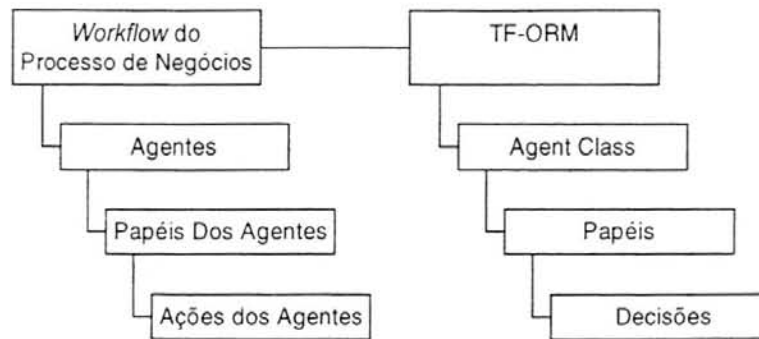 Workflow do
Processo de Negócios
TF-ORM
Agentes
Agent Class
Papéis Dos Agentes
Papéis
Ações dos Agentes
Decisões